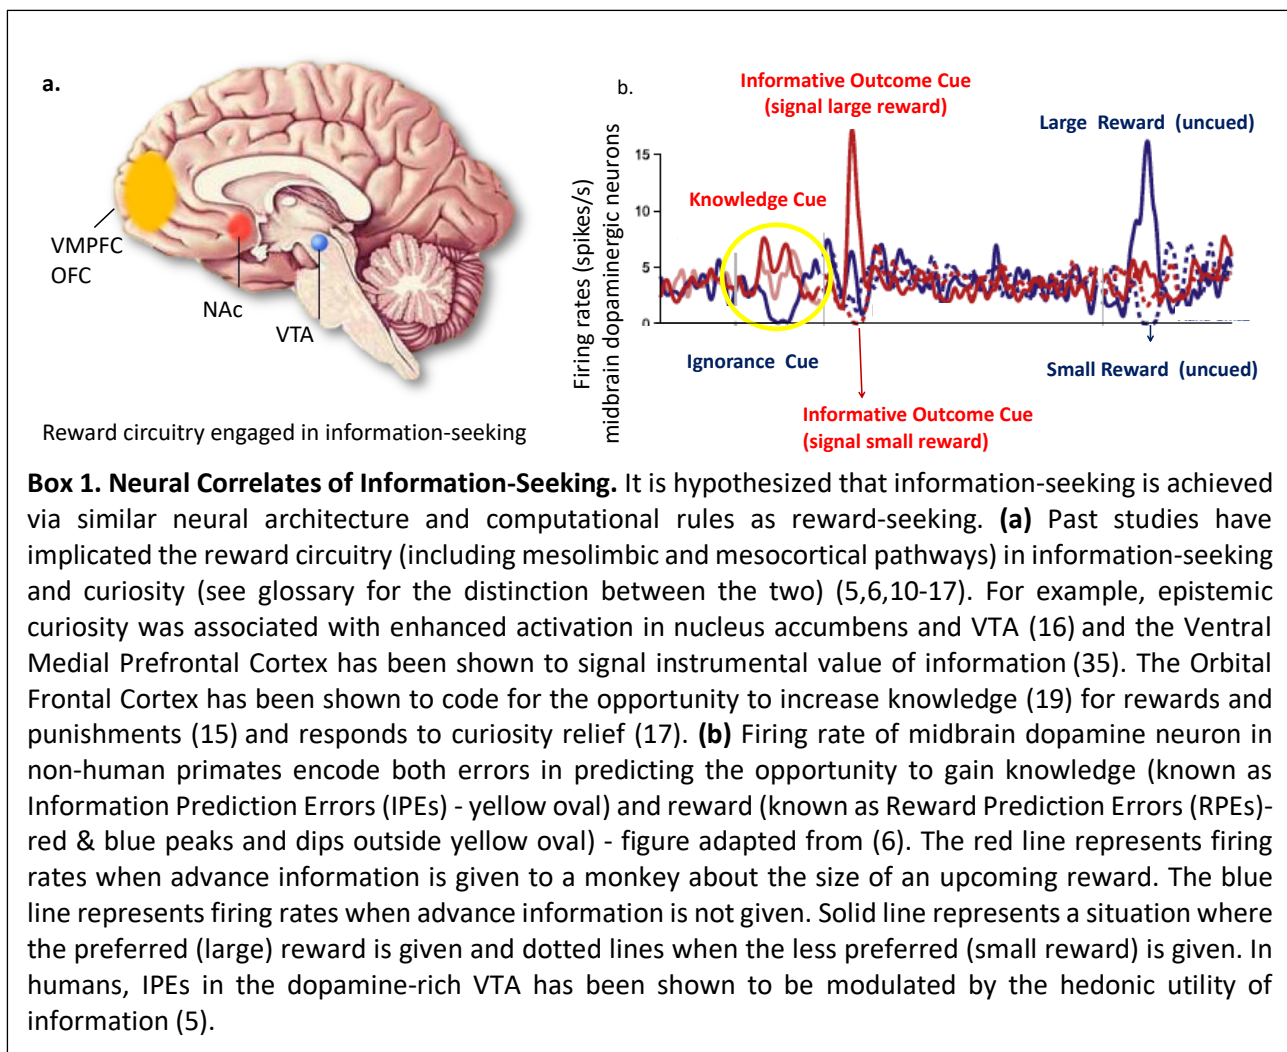 a.
VMPFC
OFC
NAc
VTA
Reward circuitry engaged in information-seeking
b.
Informative Outcome Cue
(signal large reward)
Large Reward (uncued)
Knowledge Cue
Firing rates (spikes/s)
midbrain dopaminergic neurons
15
10
5
0
Ignorance Cue
Small Reward (uncued)
Informative Outcome Cue
(signal small reward)
Box 1. Neural Correlates of Information-Seeking. It is hypothesized that information-seeking is achieved
via similar neural architecture and computational rules as reward-seeking. (a) Past studies have
implicated the reward circuitry (including mesolimbic and mesocortical pathways) in information-seeking
and curiosity (see glossary for the distinction between the two) (5,6,10-17). For example, epistemic
curiosity was associated with enhanced activation in nucleus accumbens and VTA (16) and the Ventral
Medial Prefrontal Cortex has been shown to signal instrumental value of information (35). The Orbital
Frontal Cortex has been shown to code for the opportunity to increase knowledge (19) for rewards and
punishments (15) and responds to curiosity relief (17). (b) Firing rate of midbrain dopamine neuron in
non-human primates encode both errors in predicting the opportunity to gain knowledge (known as
Information Prediction Errors (IPEs) - yellow oval) and reward (known as Reward Prediction Errors (RPEs)-
red & blue peaks and dips outside yellow oval) - figure adapted from (6). The red line represents firing
rates when advance information is given to a monkey about the size of an upcoming reward. The blue
line represents firing rates when advance information is not given. Solid line represents a situation where
the preferred (large) reward is given and dotted lines when the less preferred (small reward) is given. In
humans, IPEs in the dopamine-rich VTA has been shown to be modulated by the hedonic utility of
information (5).